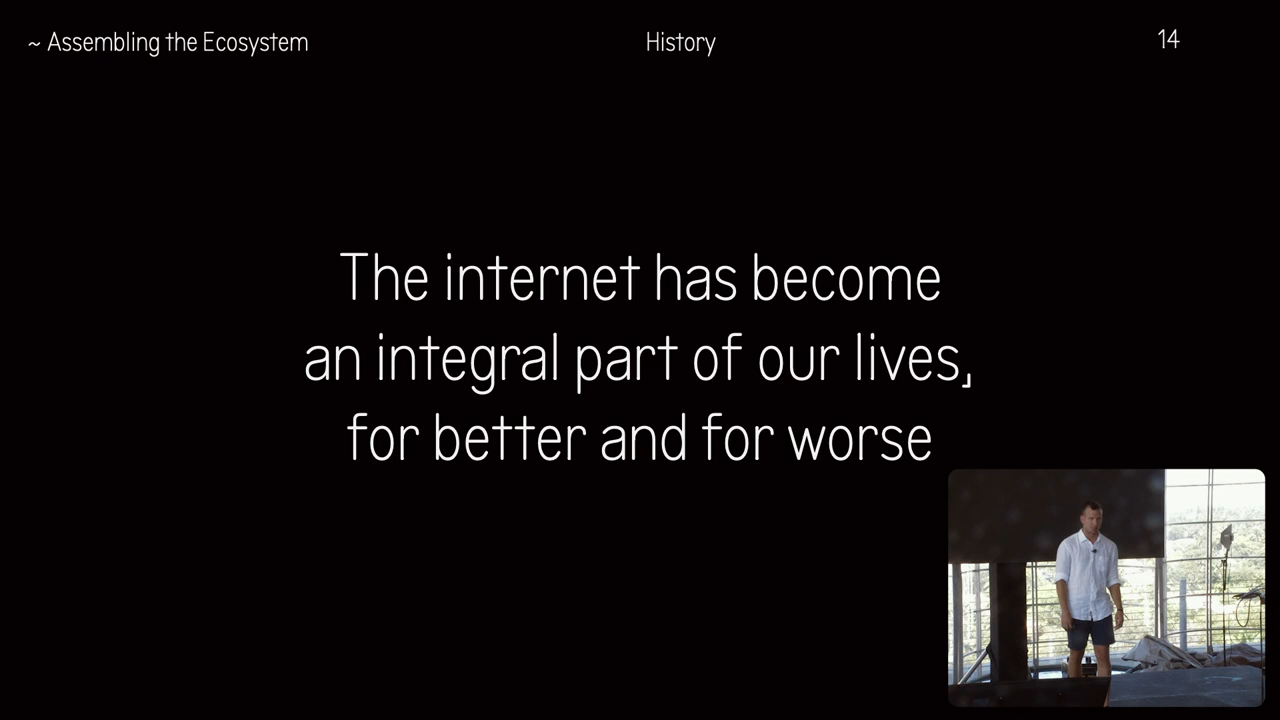 ~ Assembling the Ecosystem
History
14
The internet has become
an integral part of our lives,
for better and for worse